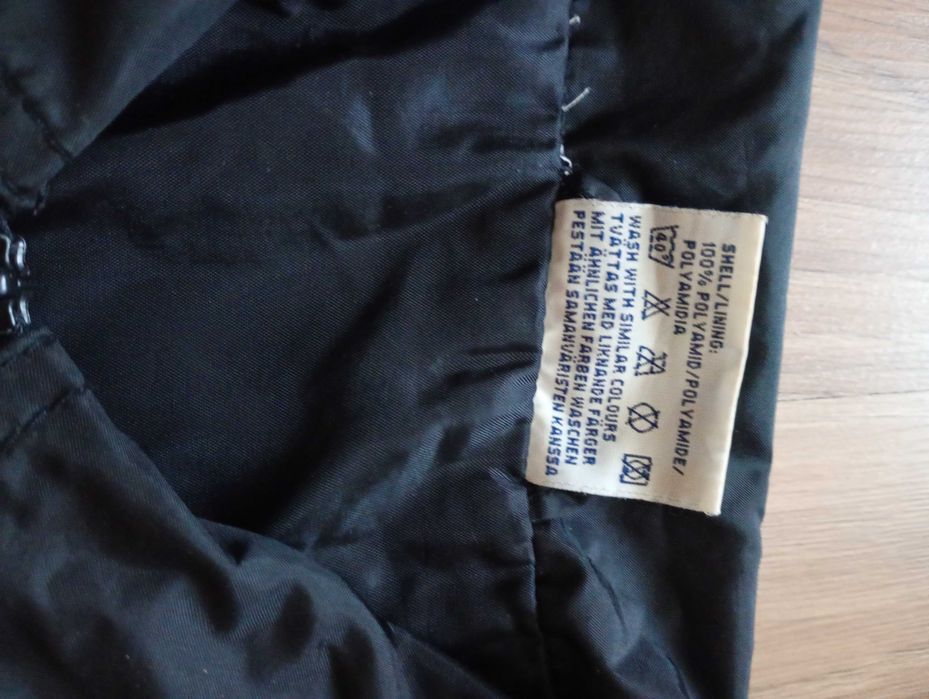 SHELL/LINING:
100% POLYAMID/POLYAMIDE/
POLYAMIDIA
40°
WASH WITH SIMILAR COLOURS
TVÄTTAS MED LIKNANDE FÄRGER
MIT ÄHNLICHEN FARBEN WASCHEN
PESTÄÄN SAMANVÄRISTEN KANSSA